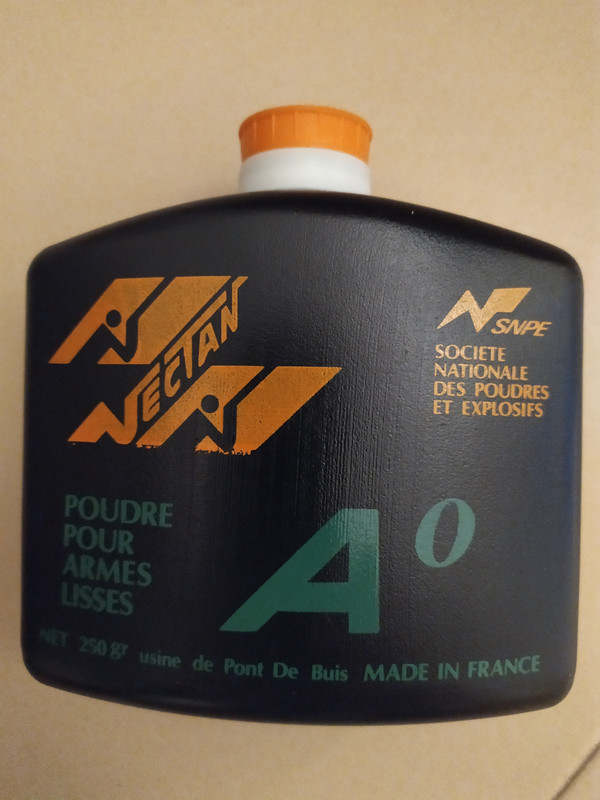 NECTAN
SNPE
SOCIETE
NATIONALE
DES POUDRES
ET EXPLOSIFS
POUDRE
POUR
ARMES
LISSES
A⁰
NET 250 gr usine de Pont De Buis MADE IN FRANCE